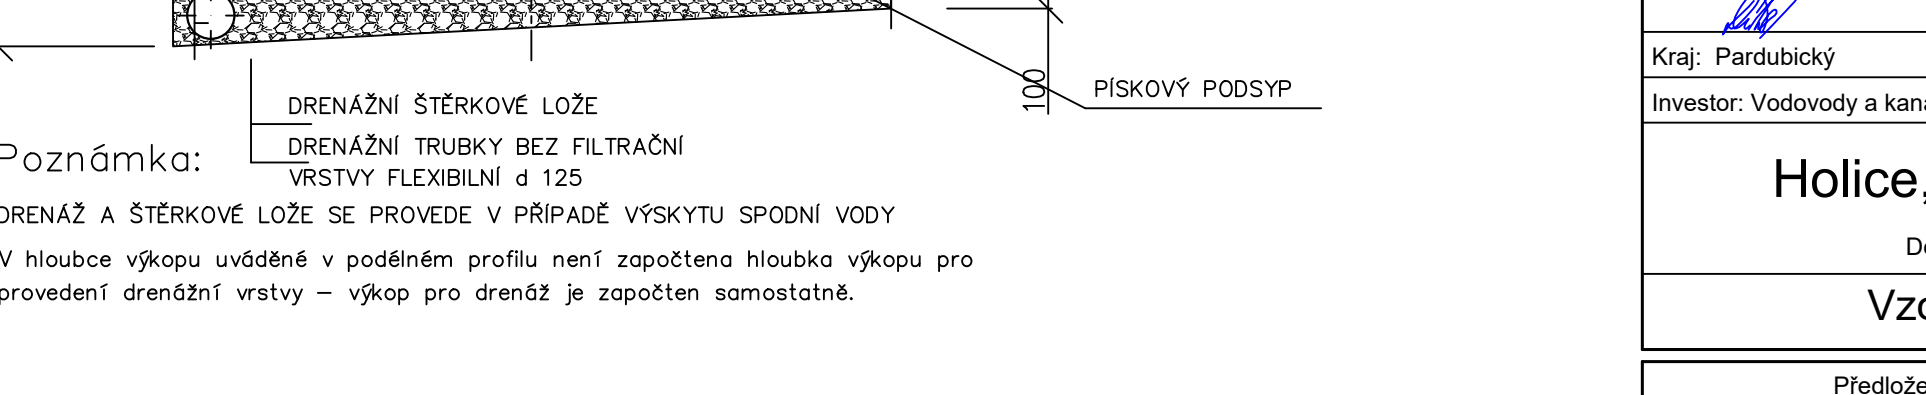 100
PÍSKOVÝ PODSYP
DRENÁŽNÍ ŠTĚRKOVÉ LOŽE
DRENÁŽNÍ TRUBKY BEZ FILTRAČNÍ
VRSTVY FLEXIBILNÍ d 125
Poznámka:
DRENÁŽ A ŠTĚRKOVÉ LOŽE SE PROVEDE V PŘÍPADĚ VÝSKYTU SPODNÍ VODY
V hloubce výkopu uváděné v podélném profilu není započtena hloubka výkopu pro
provedení drenážní vrstvy – výkop pro drenáž je započten samostatně.
Kraj: Pardubický
Investor: Vodovody a kana
Holice,
Do
Vzo
Předlože